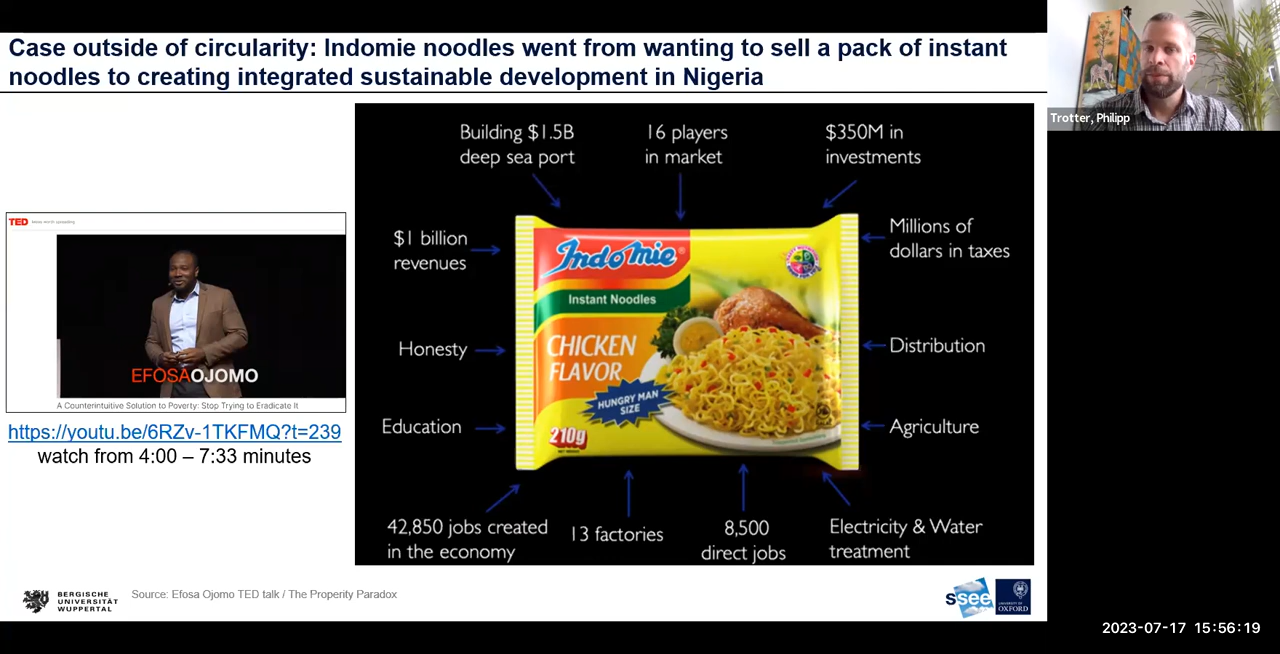 Case outside of circularity: Indomie noodles went from wanting to sell a pack of instant
noodles to creating integrated sustainable development in Nigeria
Trotter, Philipp
TED
EFOSAOJOMO
A Counterintuitive Solution to Poverty: Stop Trying to Eradicate It
https://youtu.be/6RZv-1TKFMQ?t=239
watch from 4:00 – 7:33 minutes
Building $1.5B
deep sea port
16 players
in market
$350M in
investments
$1 billion
revenues
Millions of
dollars in taxes
Honesty
Distribution
Education
Agriculture
42,850 jobs created
in the economy
13 factories
8,500
direct jobs
Electricity & Water
treatment
Indomie®
Instant Noodles
CHICKEN
FLAVOR
HUNGRY MAN
SIZE
210g
BERGISCHE
UNIVERSITÄT
WUPPERTAL
Source: Efosa Ojomo TED talk / The Properity Paradox
ssee
UNIVERSITY OF
OXFORD
2023-07-17 15:56:19